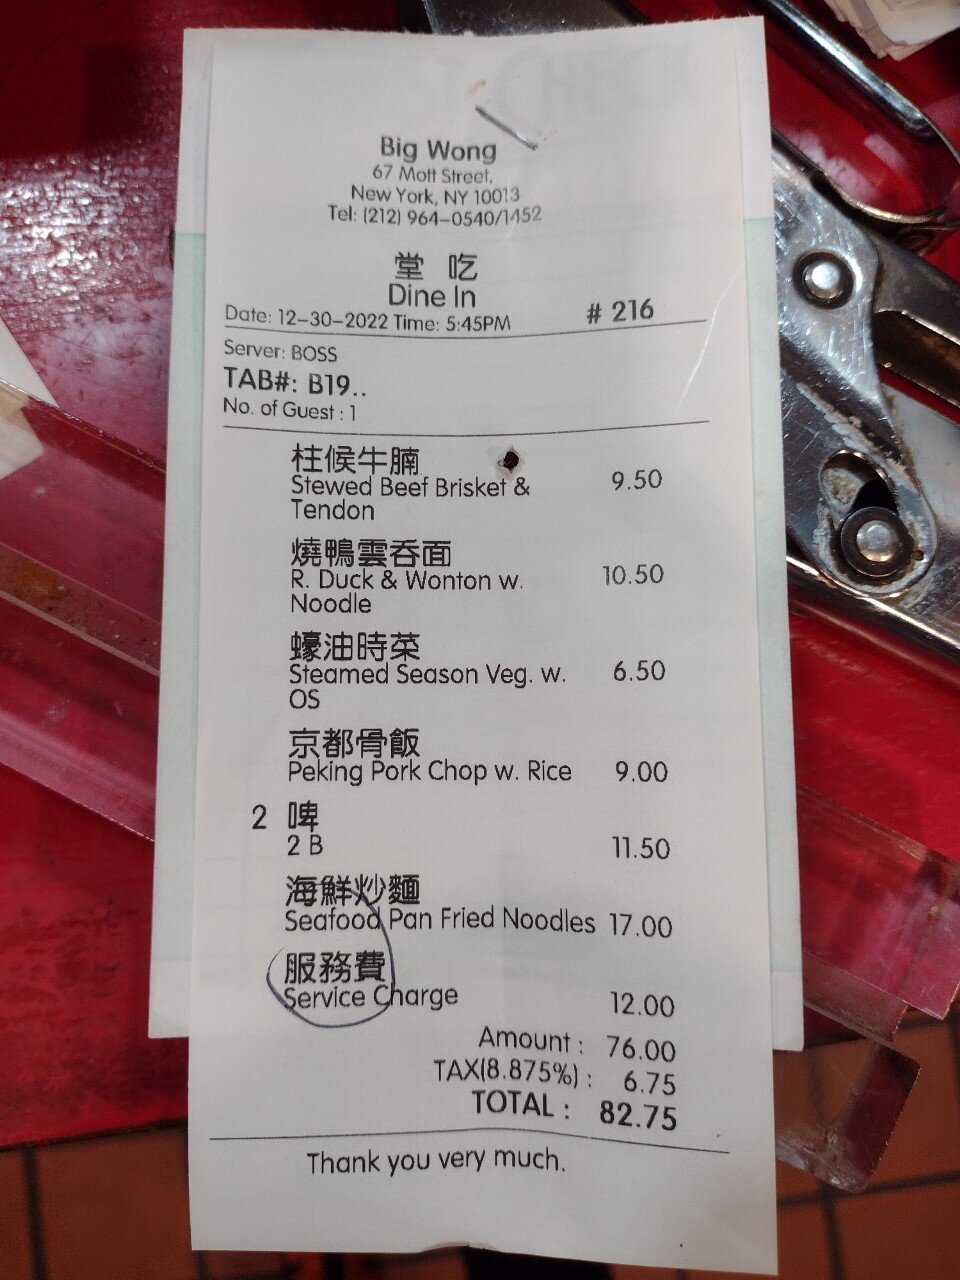 Big Wong
67 Mott Street,
New York, NY 10013
Tel: (212) 964-0540/1452
堂 吃
Dine In
Date: 12-30-2022 Time: 5:45PM # 216
Server: BOSS
TAB#: B19..
No. of Guest : 1
柱候牛腩
Stewed Beef Brisket & 9.50
Tendon
燒鴨雲吞面
R. Duck & Wonton w. 10.50
Noodle
蠔油時菜
Steamed Season Veg. w. 6.50
OS
京都骨飯
Peking Pork Chop w. Rice 9.00
2 啤
2 B 11.50
海鮮炒麵
Seafood Pan Fried Noodles 17.00
服務費
Service Charge 12.00
Amount : 76.00
TAX(8.875%) : 6.75
TOTAL : 82.75
Thank you very much.